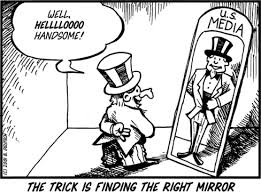 WELL,
HELLLLOOOO
HANDSOME!
U.S.
MEDIA
THE TRICK IS FINDING THE RIGHT MIRROR